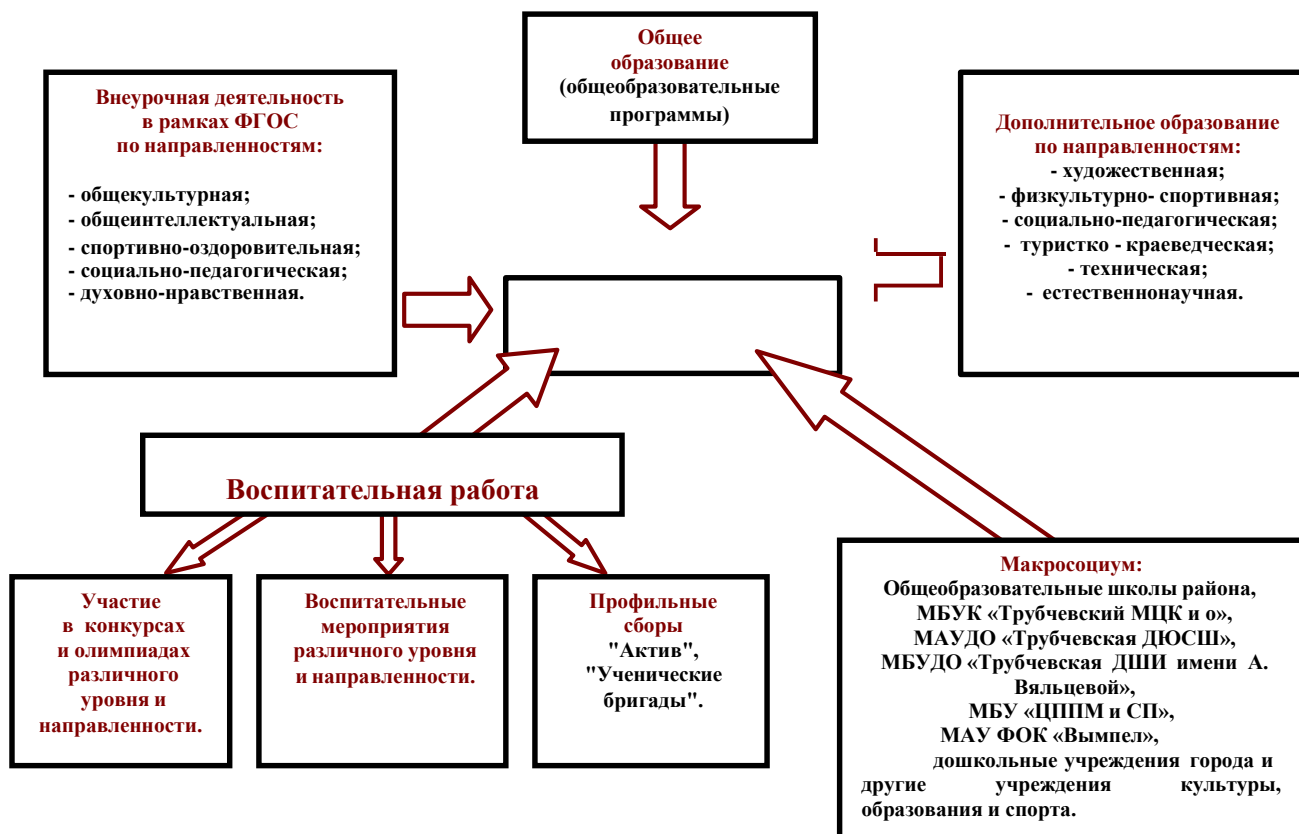 Общее
образование
(общеобразовательные
программы)
Внеурочная деятельность
в рамках ФГОС
по направленностям:
- общекультурная;
- общеинтеллектуальная;
- спортивно-оздоровительная;
- социально-педагогическая;
- духовно-нравственная.
Дополнительное образование
по направленностям:
- художественная;
- физкультурно- спортивная;
- социально-педагогическая;
- туристко - краеведческая;
- техническая;
- естественнонаучная.
Воспитательная работа
Участие
в конкурсах
и олимпиадах
различного
уровня и
направленности.
Воспитательные
мероприятия
различного уровня
и направленности.
Профильные
сборы
"Актив",
"Ученические
бригады".
Макросоциум:
Общеобразовательные школы района,
МБУК «Трубчевский МЦК и о»,
МАУДО «Трубчевская ДЮСШ»,
МБУДО «Трубчевская ДШИ имени А.
Вяльцевой»,
МБУ «ЦППМ и СП»,
МАУ ФОК «Вымпел»,
дошкольные учреждения города и
другие учреждения культуры,
образования и спорта.